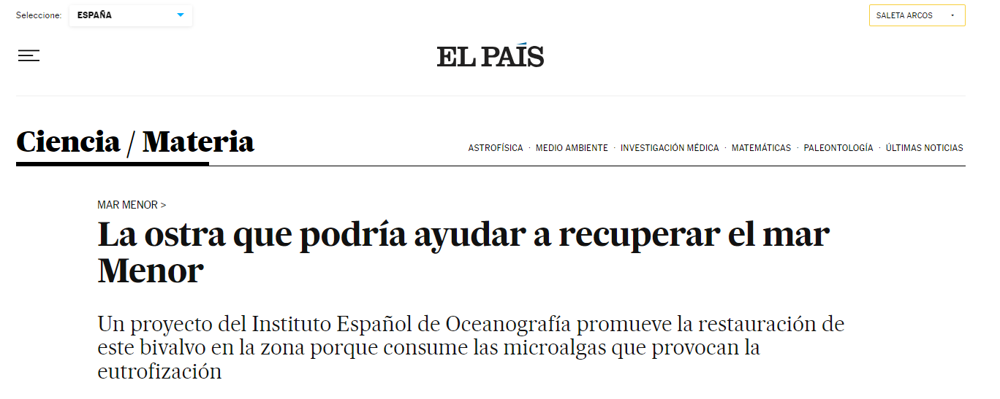 Seleccione: ESPAÑA
SALETA ARCOS
EL PAÍS
Ciencia / Materia
ASTROFÍSICA · MEDIO AMBIENTE · INVESTIGACIÓN MÉDICA · MATEMÁTICAS · PALEONTOLOGÍA · ÚLTIMAS NOTICIAS
MAR MENOR >
La ostra que podría ayudar a recuperar el mar
Menor
Un proyecto del Instituto Español de Oceanografía promueve la restauración de
este bivalvo en la zona porque consume las microalgas que provocan la
eutrofización